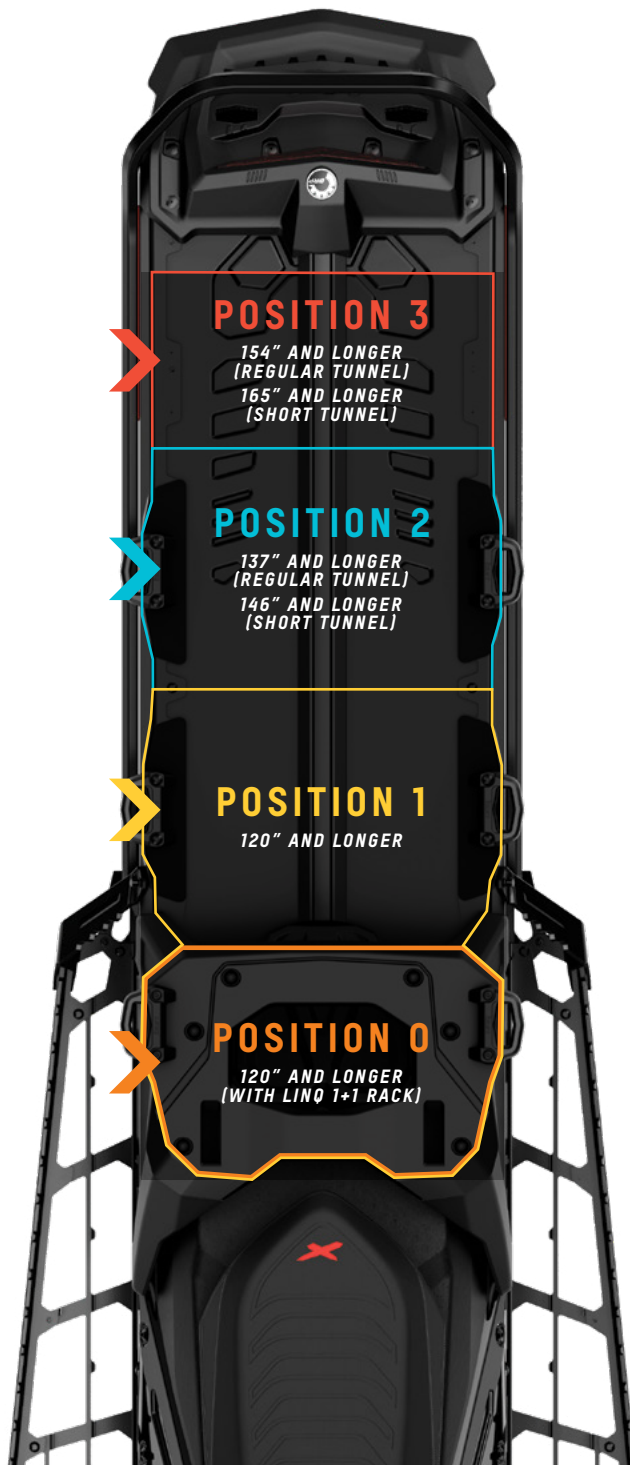 POSITION 3
154" AND LONGER
(REGULAR TUNNEL)
165" AND LONGER
(SHORT TUNNEL)
POSITION 2
137" AND LONGER
(REGULAR TUNNEL)
146" AND LONGER
(SHORT TUNNEL)
POSITION 1
120" AND LONGER
POSITION 0
120" AND LONGER
(WITH LINQ 1+1 RACK)